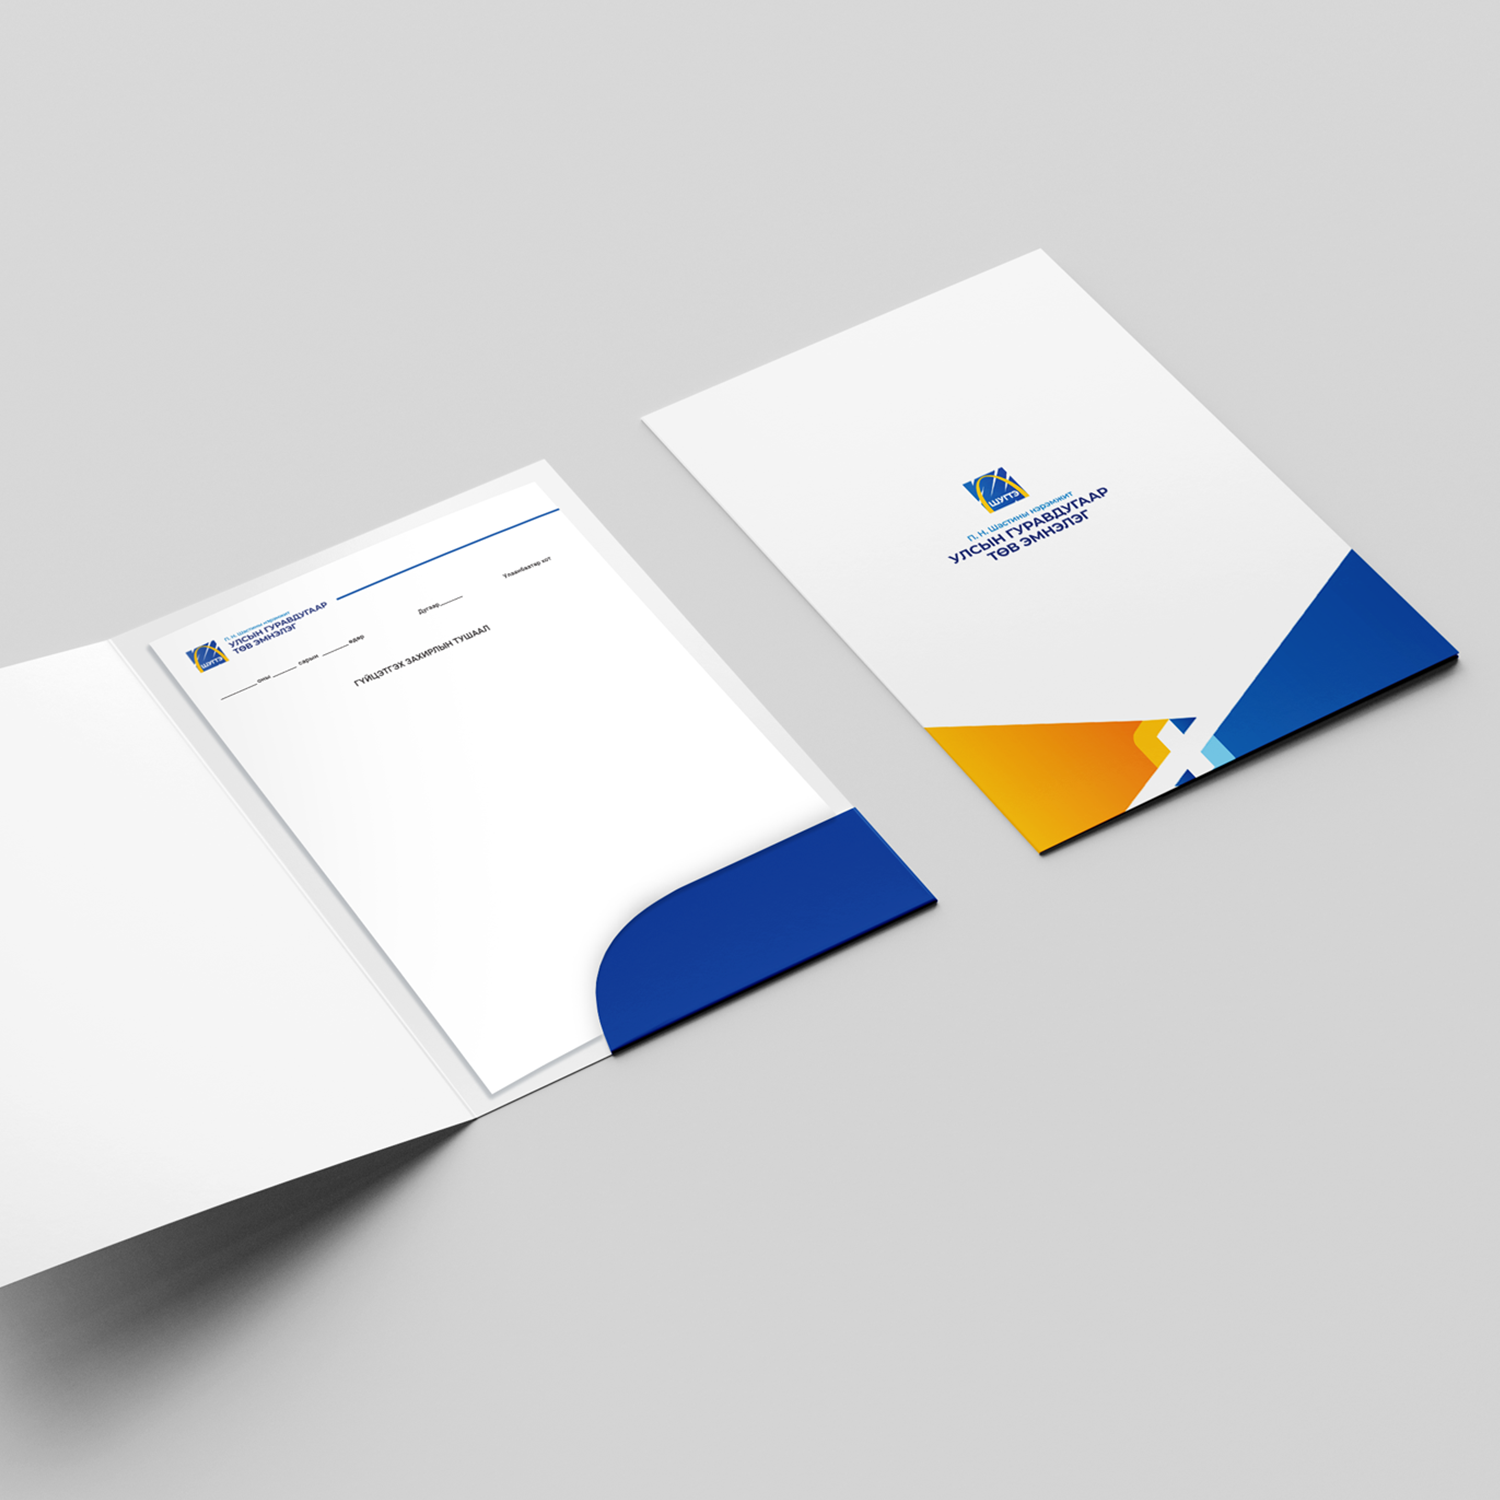 ШУГТЭ
П. Н. Шастины нэрэмжит
УЛСЫН ГУРАВДУГААР
ТӨВ ЭМНЭЛЭГ
Улаанбаатар хот
_____ оны _____ сарын _____ өдөр
Дугаар_____
ГҮЙЦЭТГЭХ ЗАХИРЛЫН ТУШААЛ
ШУГТЭ
П. Н. Шастины нэрэмжит
УЛСЫН ГУРАВДУГААР
ТӨВ ЭМНЭЛЭГ